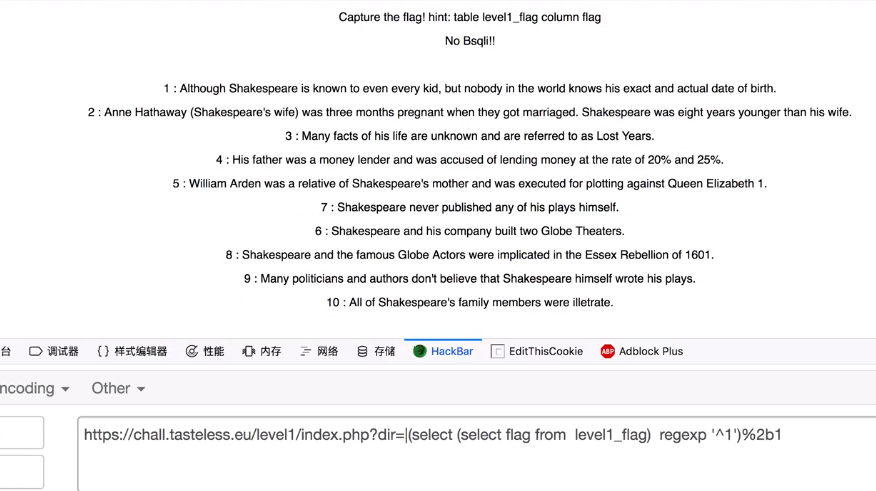 Capture the flag! hint: table level1_flag column flag
No Bsqli!!
1 : Although Shakespeare is known to even every kid, but nobody in the world knows his exact and actual date of birth.
2 : Anne Hathaway (Shakespeare's wife) was three months pregnant when they got marriaged. Shakespeare was eight years younger than his wife.
3 : Many facts of his life are unknown and are referred to as Lost Years.
4 : His father was a money lender and was accused of lending money at the rate of 20% and 25%.
5 : William Arden was a relative of Shakespeare's mother and was executed for plotting against Queen Elizabeth 1.
7 : Shakespeare never published any of his plays himself.
6 : Shakespeare and his company built two Globe Theaters.
8 : Shakespeare and the famous Globe Actors were implicated in the Essex Rebellion of 1601.
9 : Many politicians and authors don't believe that Shakespeare himself wrote his plays.
10 : All of Shakespeare's family members were illetrate.
台 调试器 {} 样式编辑器 性能 内存 网络 存储 HackBar EditThisCookie ABP Adblock Plus
ncoding Other
https://chall.tasteless.eu/level1/index.php?dir=|(select (select flag from level1_flag) regexp '^1')%2b1